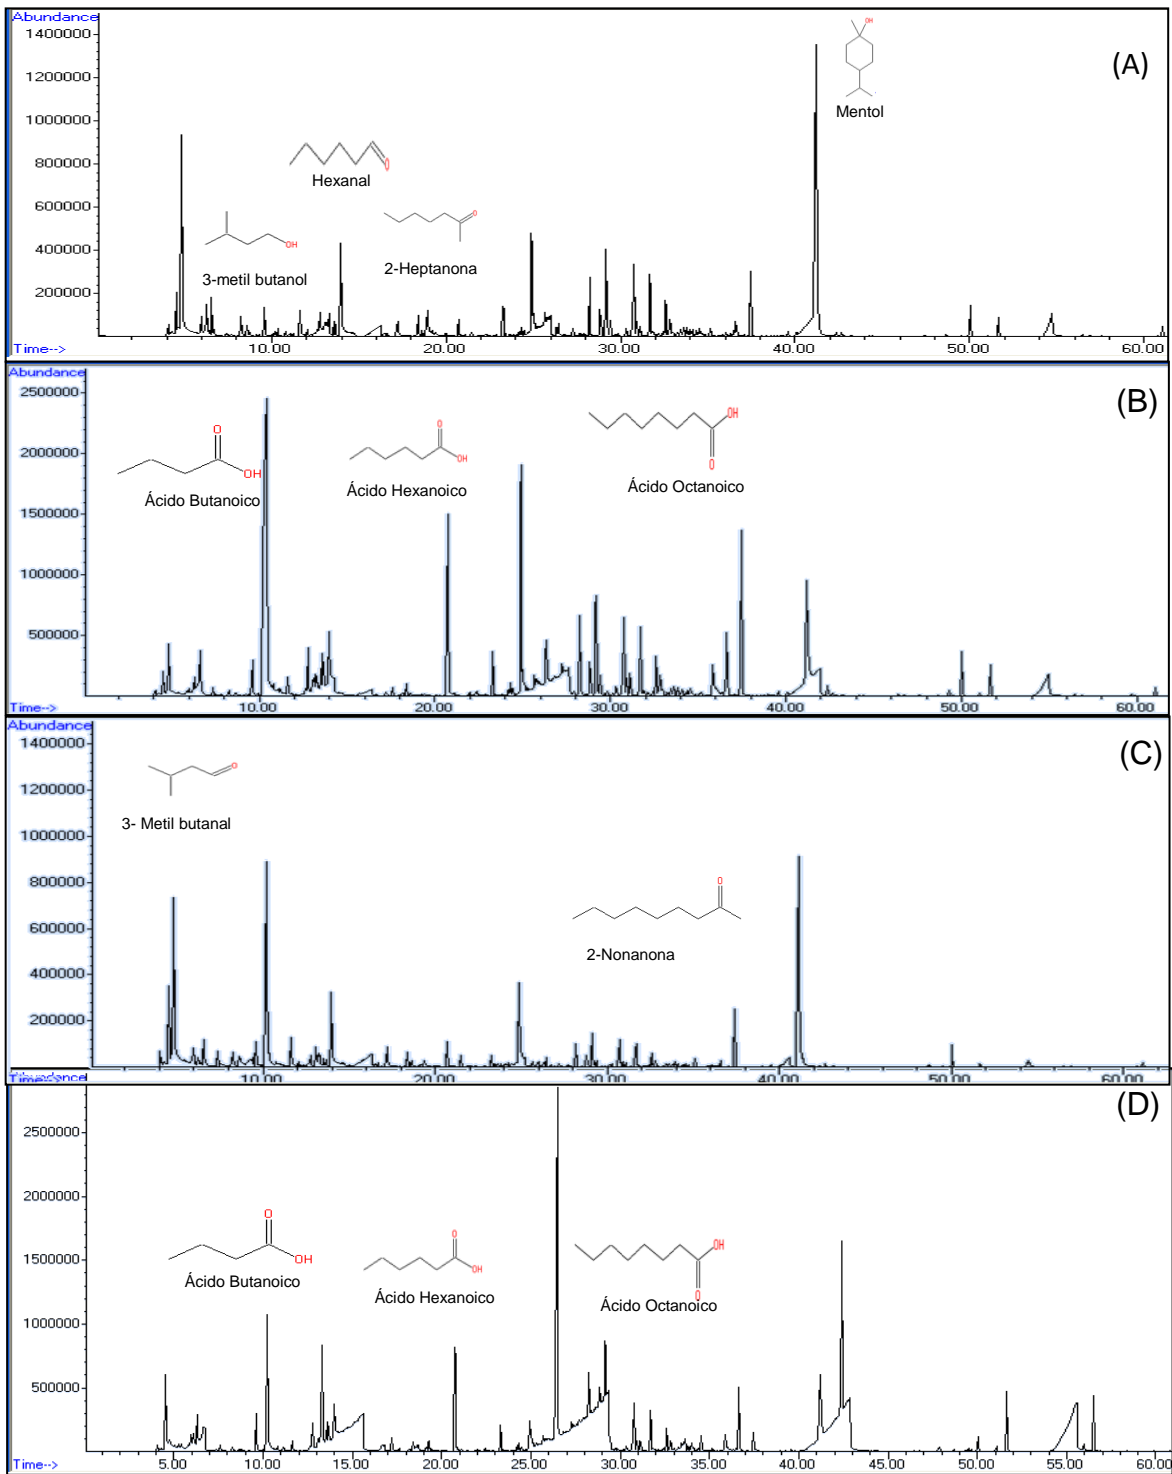 Abundance
1400000
1200000
1000000
800000
600000
400000
200000
Time-->
10.00 20.00 30.00 40.00 50.00 60.00
(A)
OH
Mentol
O
Hexanal
OH
3-metil butanol
O
2-Heptanona
Abundance
2500000
2000000
1500000
1000000
500000
Time-->
10.00 20.00 30.00 40.00 50.00 60.00
(B)
O
OH
Ácido Butanoico
O
OH
Ácido Hexanoico
OH
O
Ácido Octanoico
Abundance
1400000
1200000
1000000
800000
600000
400000
200000
Time-->
10.00 20.00 30.00 40.00 50.00 60.00
(C)
O
3- Metil butanal
O
2-Nonanona
Abundance
2500000
2000000
1500000
1000000
500000
Time-->
5.00 10.00 15.00 20.00 25.00 30.00 35.00 40.00 45.00 50.00 55.00 60.00
(D)
O
OH
Ácido Butanoico
O
OH
Ácido Hexanoico
OH
O
Ácido Octanoico